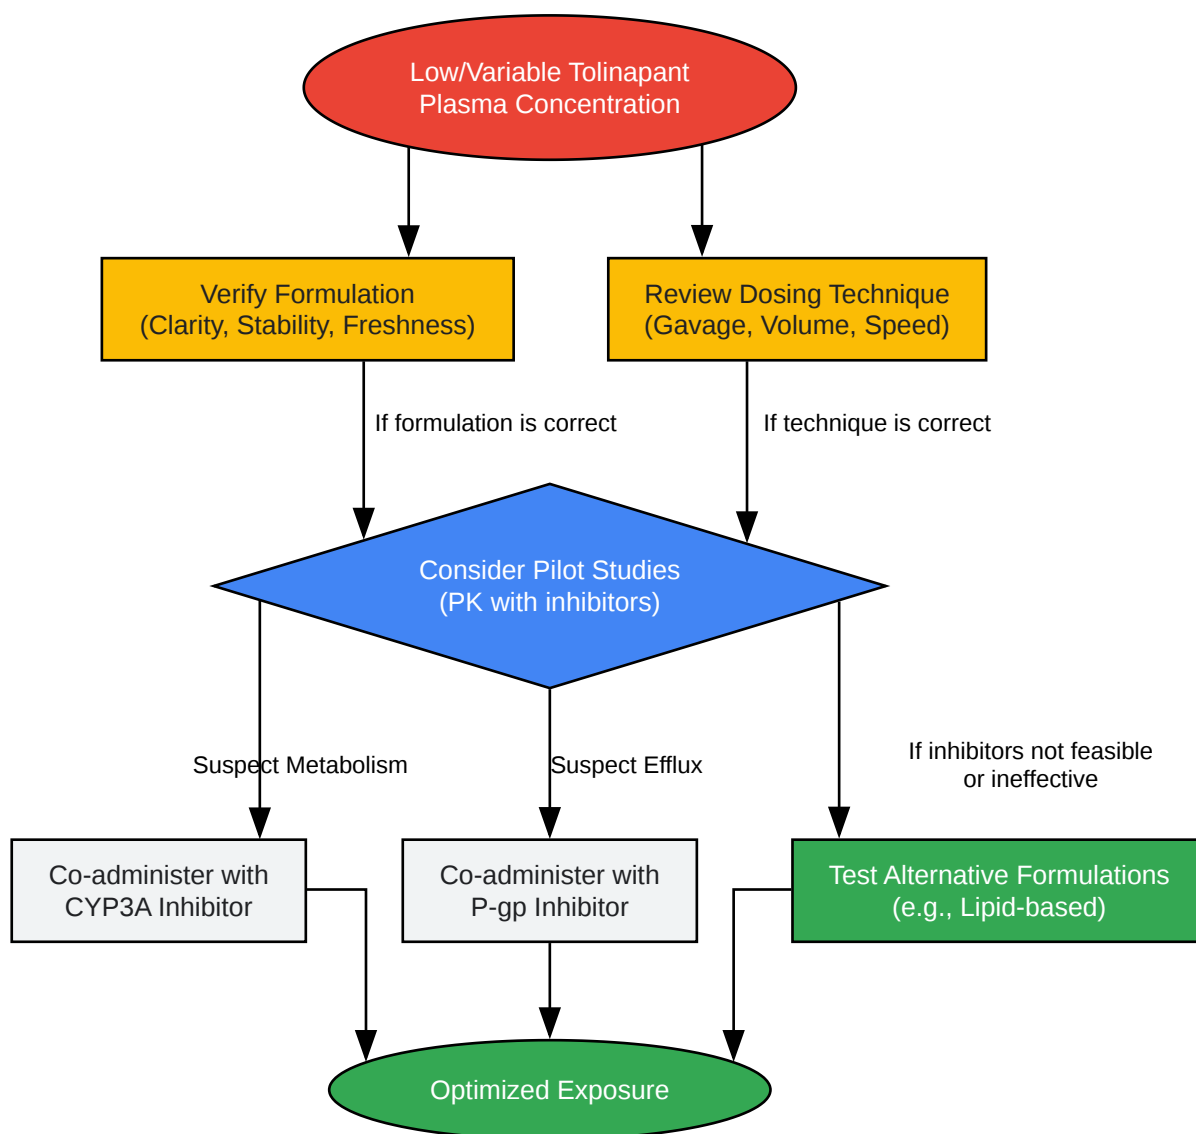 Low/Variable Tolinapant
Plasma Concentration
Verify Formulation
(Clarity, Stability, Freshness)
Review Dosing Technique
(Gavage, Volume, Speed)
If formulation is correct
If technique is correct
Consider Pilot Studies
(PK with inhibitors)
Suspect Metabolism
Suspect Efflux
If inhibitors not feasible
or ineffective
Co-administer with
CYP3A Inhibitor
Co-administer with
P-gp Inhibitor
Test Alternative Formulations
(e.g., Lipid-based)
Optimized Exposure